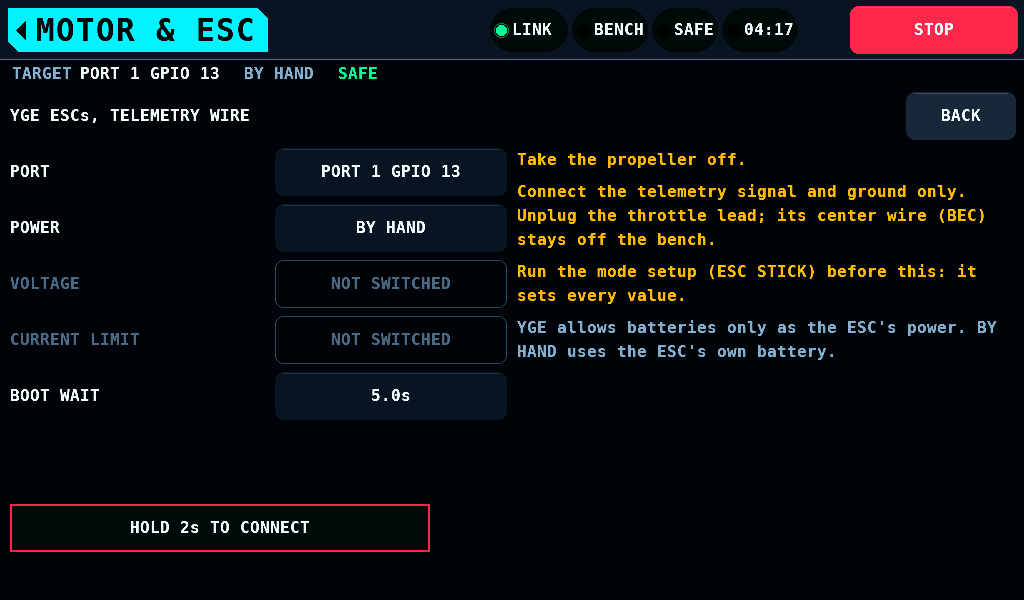 MOTOR & ESC
LINK
BENCH
SAFE
04:17
STOP
TARGET PORT 1 GPIO 13 BY HAND SAFE
YGE ESCs, TELEMETRY WIRE
BACK
PORT
PORT 1 GPIO 13
POWER
BY HAND
VOLTAGE
NOT SWITCHED
CURRENT LIMIT
NOT SWITCHED
BOOT WAIT
5.0s
Take the propeller off.
Connect the telemetry signal and ground only.
Unplug the throttle lead; its center wire (BEC)
stays off the bench.
Run the mode setup (ESC STICK) before this: it
sets every value.
YGE allows batteries only as the ESC's power. BY
HAND uses the ESC's own battery.
HOLD 2s TO CONNECT